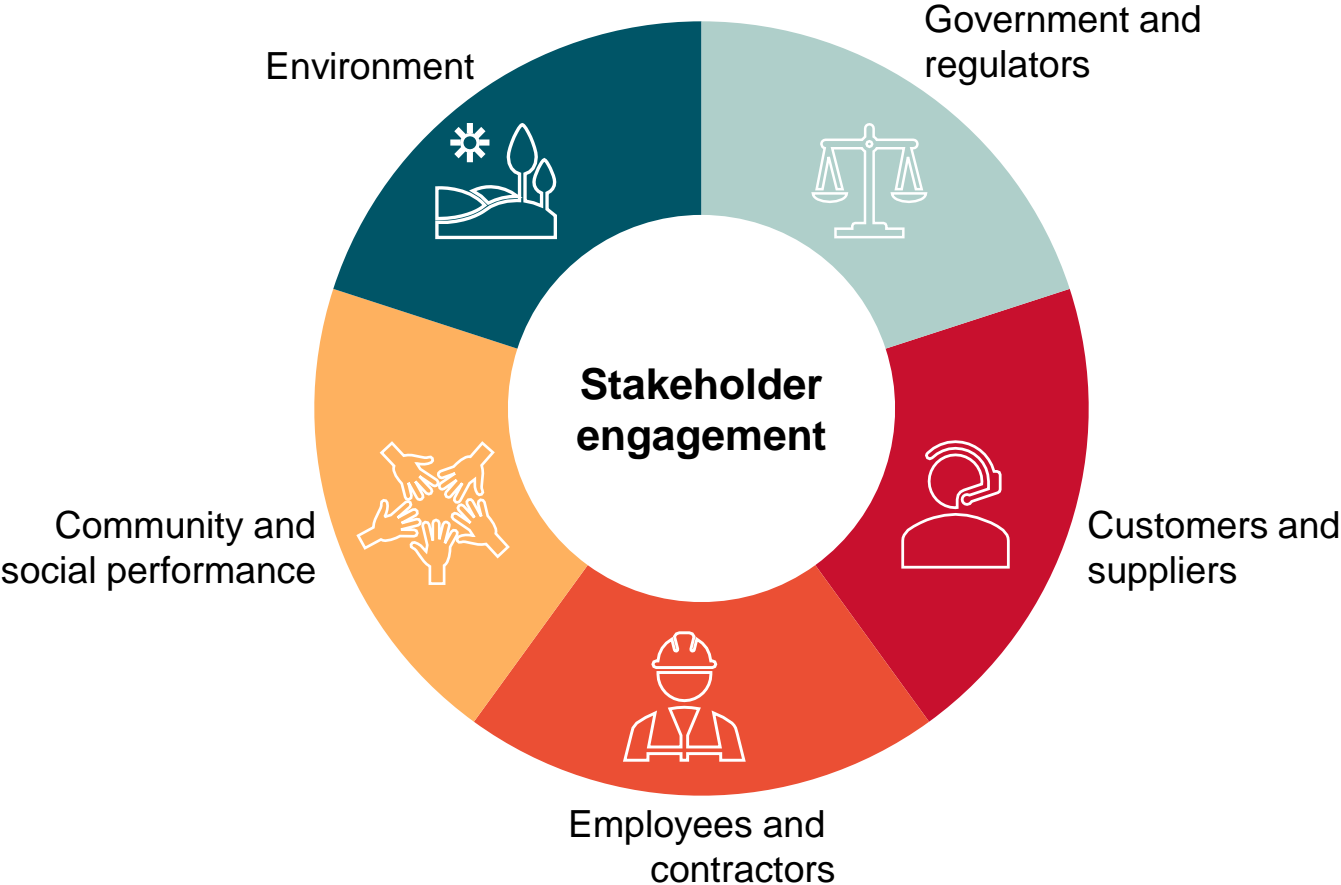 Government and
regulators
Environment
Stakeholder
engagement
Community and
social performance
Customers and
suppliers
Employees and
contractors